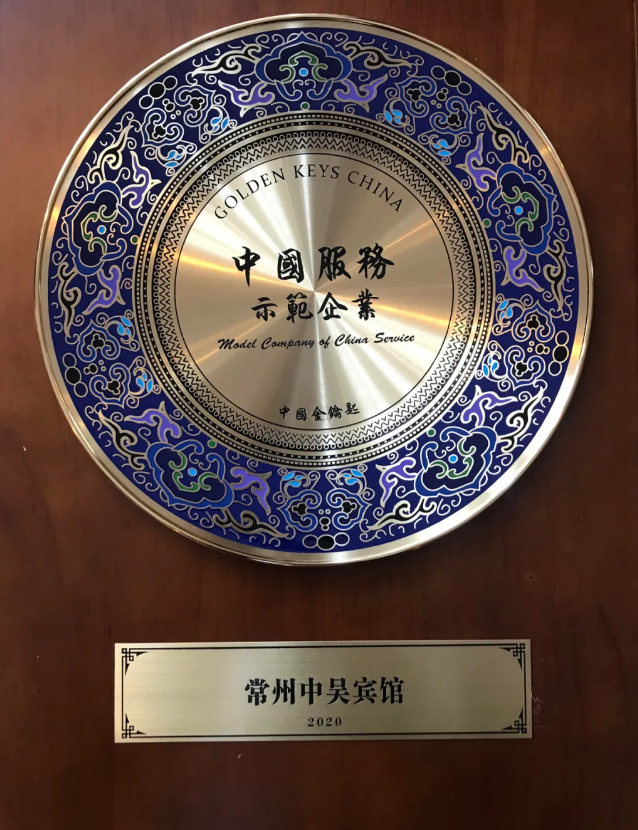 GOLDEN KEYS CHINA
中國服務
示範企業
Model Company of China Service
中國金鑰匙
常州中吴宾馆
2020